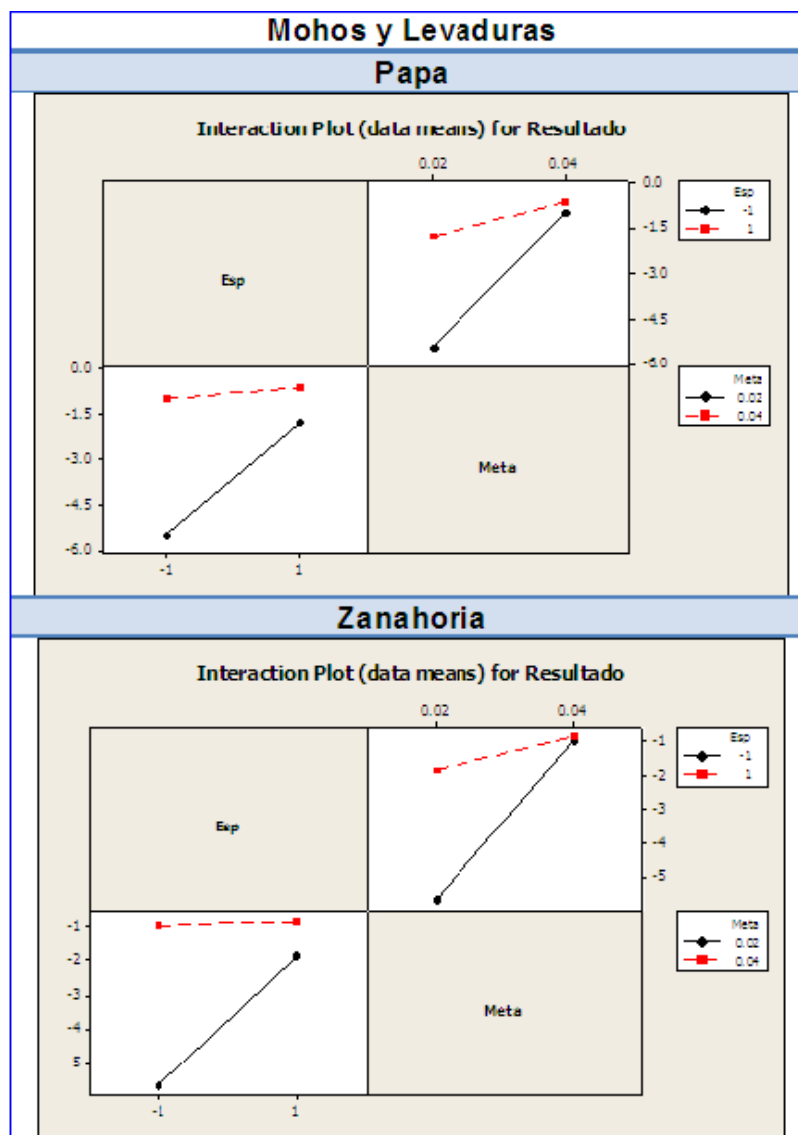 Mohos y Levaduras
Papa
Interaction Plot (data means) for Resultado
0.02 0.04
0.0
-1.5
-3.0
-4.5
-6.0
Esp
-1
1
Esp
0.0
-1.5
-3.0
-4.5
-6.0
Meta
0.02
0.04
Meta
-1 1
Zanahoria
Interaction Plot (data means) for Resultado
0.02 0.04
-1
-2
-3
-4
-5
Esp
-1
1
Esp
-1
-2
-3
-4
5
Meta
0.02
0.04
Meta
-1 1